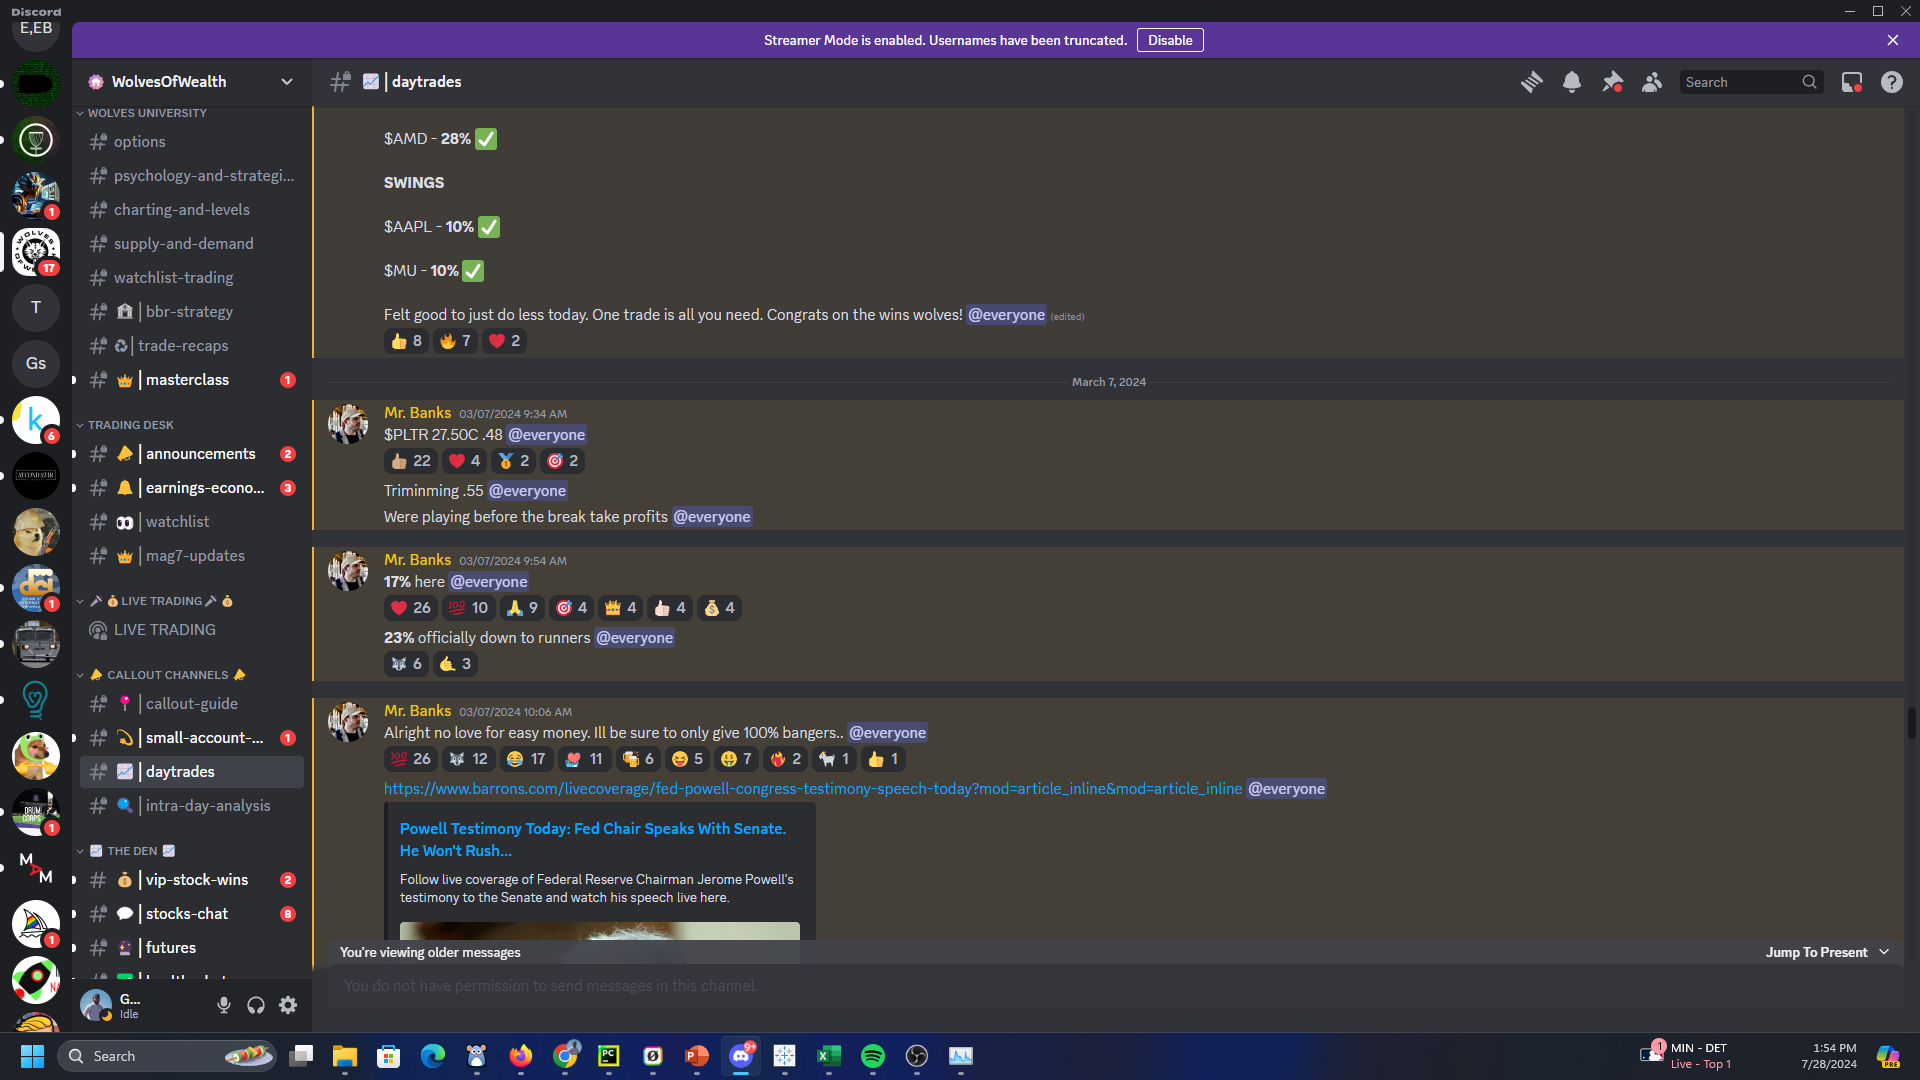 Discord
E,EB
Streamer Mode is enabled. Usernames have been truncated. Disable
WolvesOfWealth
| daytrades
Search
WOLVES UNIVERSITY
options
psychology-and-strategi...
charting-and-levels
supply-and-demand
watchlist-trading
| bbr-strategy
| trade-recaps
| masterclass 1
TRADING DESK
| announcements 2
| earnings-econo... 3
| watchlist
| mag7-updates
LIVE TRADING
LIVE TRADING
CALLOUT CHANNELS
| callout-guide
| small-account-... 1
| daytrades
| intra-day-analysis
THE DEN
| vip-stock-wins 2
| stocks-chat 8
| futures
1
WOLVES
17
T
Gs
k
6
SECOND STAR
dci
1
DRUM
CORPS
1
M
A
M
1
$AMD - 28%
SWINGS
$AAPL - 10%
$MU - 10%
Felt good to just do less today. One trade is all you need. Congrats on the wins wolves! @everyone (edited)
8 7 2
March 7, 2024
Mr. Banks 03/07/2024 9:34 AM
$PLTR 27.50C .48 @everyone
22 4 2 2
Triminming .55 @everyone
Were playing before the break take profits @everyone
Mr. Banks 03/07/2024 9:54 AM
17% here @everyone
26 10 9 4 4 4 4
23% officially down to runners @everyone
6 3
Mr. Banks 03/07/2024 10:06 AM
Alright no love for easy money. Ill be sure to only give 100% bangers.. @everyone
26 12 17 11 6 5 7 2 1 1
https://www.barrons.com/livecoverage/fed-powell-congress-testimony-speech-today?mod=article_inline&mod=article_inline @everyone
Powell Testimony Today: Fed Chair Speaks With Senate.
He Won't Rush...
Follow live coverage of Federal Reserve Chairman Jerome Powell's
testimony to the Senate and watch his speech live here.
You're viewing older messages
Jump To Present
You do not have permission to send messages in this channel.
G...
Idle
Search
PC
9+
1
MIN - DET
Live - Top 1
1:54 PM
7/28/2024
PRE